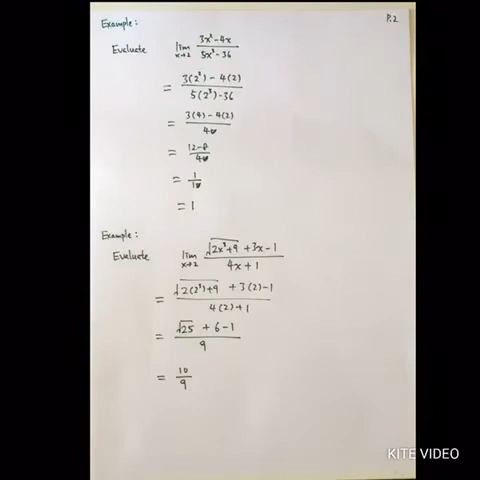 P.2
Example:
Evaluate lim x→2 (3x² - 4x)/(5x³ - 36)
= (3(2²) - 4(2))/(5(2³) - 36)
= (3(4) - 4(2))/4
= (12 - 8)/4
= 1/1
= 1
Example:
Evaluate lim x→2 (√(2x³+9) + 3x - 1)/(4x + 1)
= (√(2(2³)+9) + 3(2) - 1)/(4(2) + 1)
= (√25 + 6 - 1)/9
= 10/9
KITE VIDEO